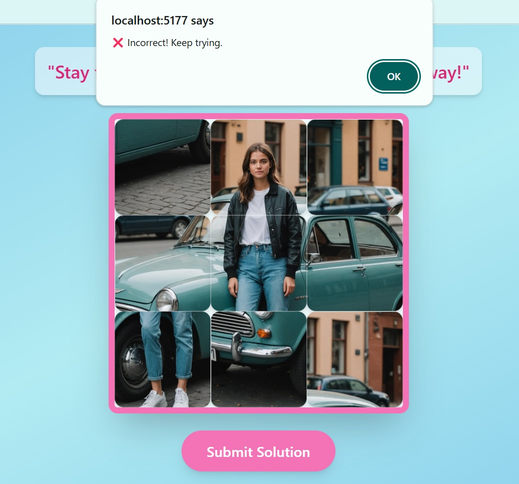 localhost:5177 says
❌ Incorrect! Keep trying.
OK
"Stay way!"
Submit Solution